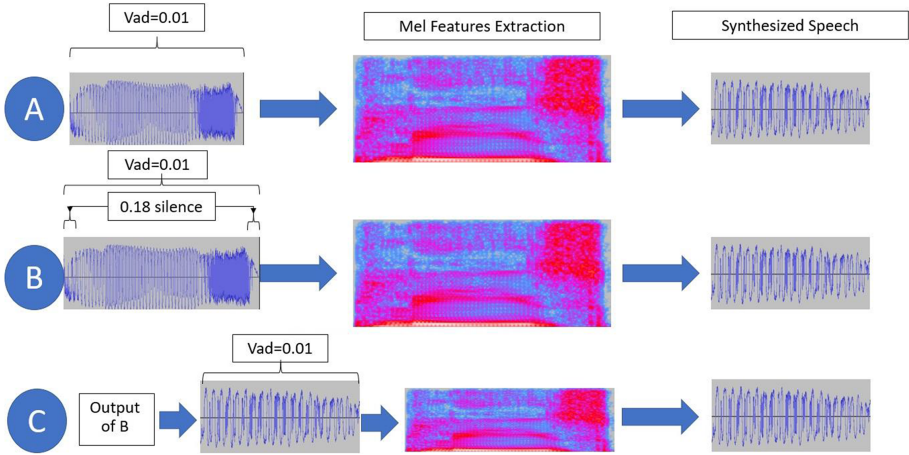 Vad=0.01
Mel Features Extraction
Synthesized Speech
A
Vad=0.01
0.18 silence
B
Vad=0.01
C
Output
of B